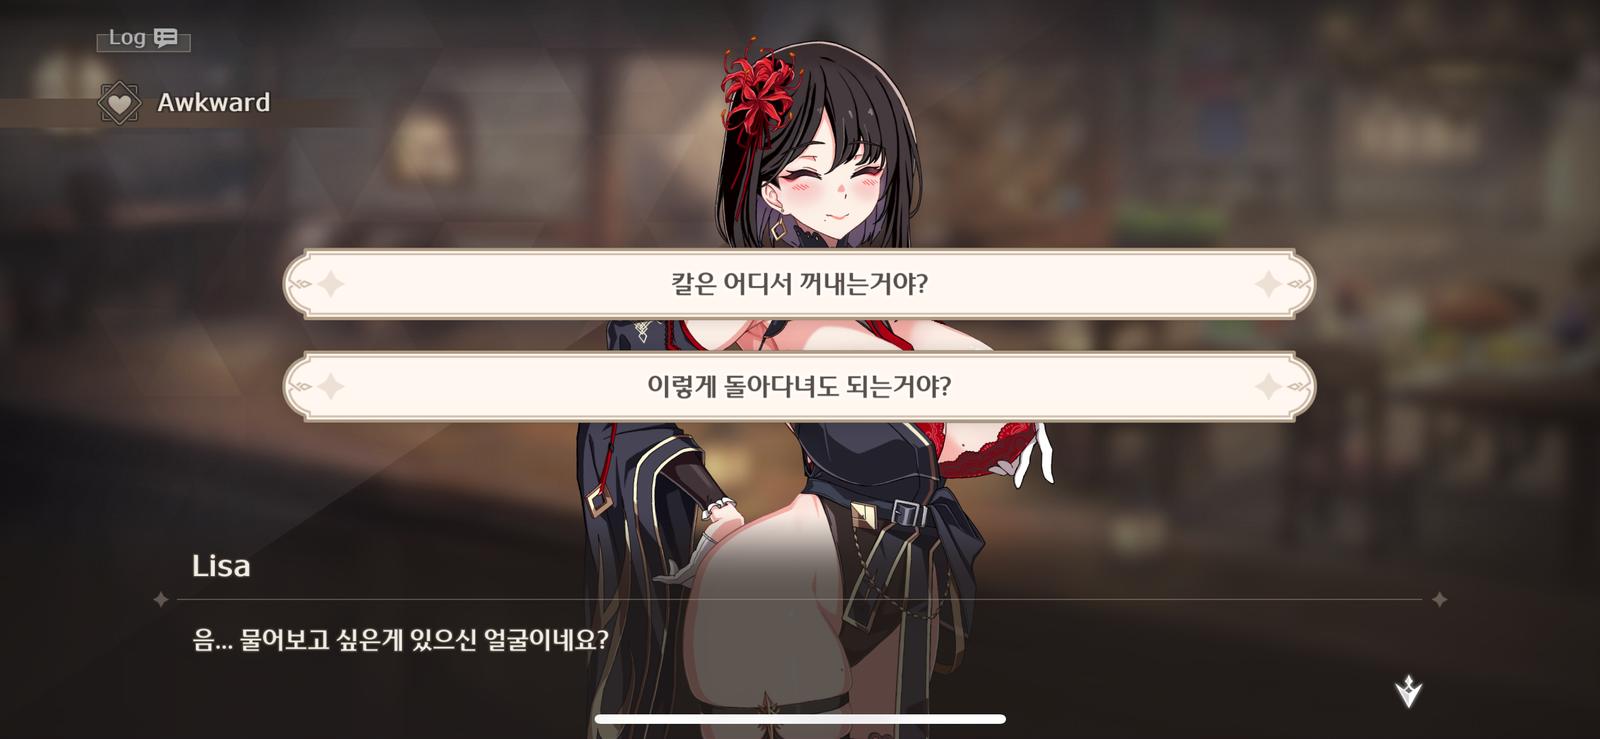 Log
Awkward
칼은 어디서 꺼내는거야?
이렇게 돌아다녀도 되는거야?
Lisa
음... 물어보고 싶은게 있으신 얼굴이네요?